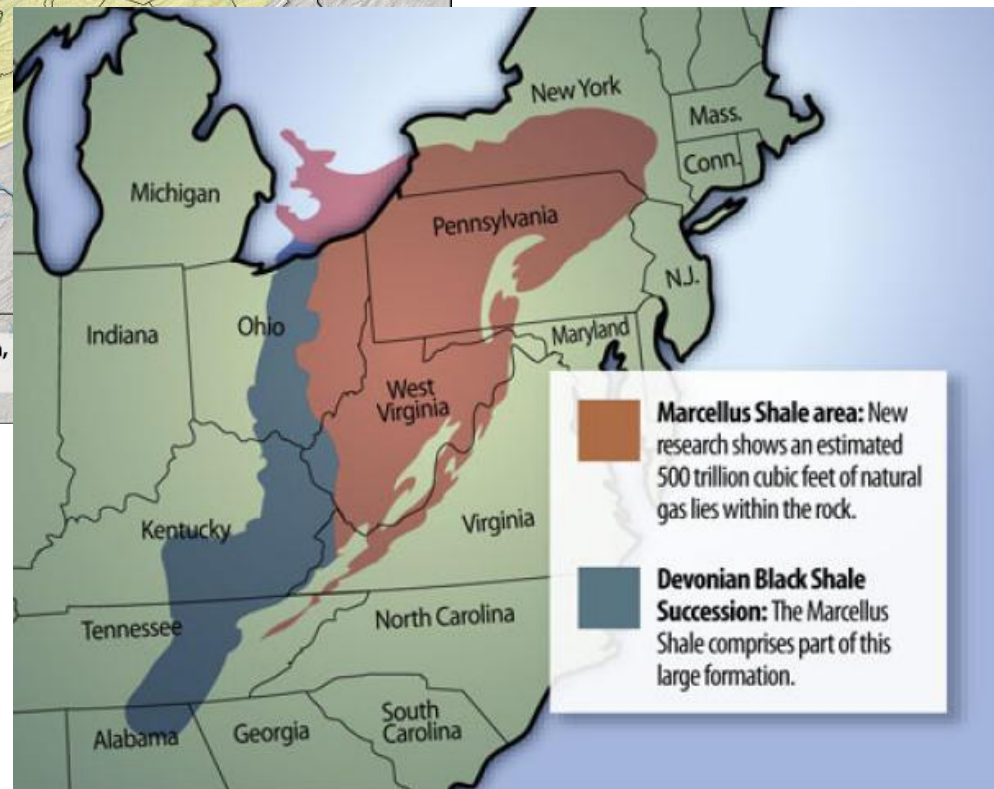 New York
Mass.
Conn.
Michigan
Pennsylvania
N.J.
Indiana
Ohio
Maryland
West
Virginia
Marcellus Shale area: New
research shows an estimated
500 trillion cubic feet of natural
gas lies within the rock.
Kentucky
Virginia
Devonian Black Shale
Succession: The Marcellus
Shale comprises part of this
large formation.
Tennessee
North Carolina
Alabama
Georgia
South
Carolina